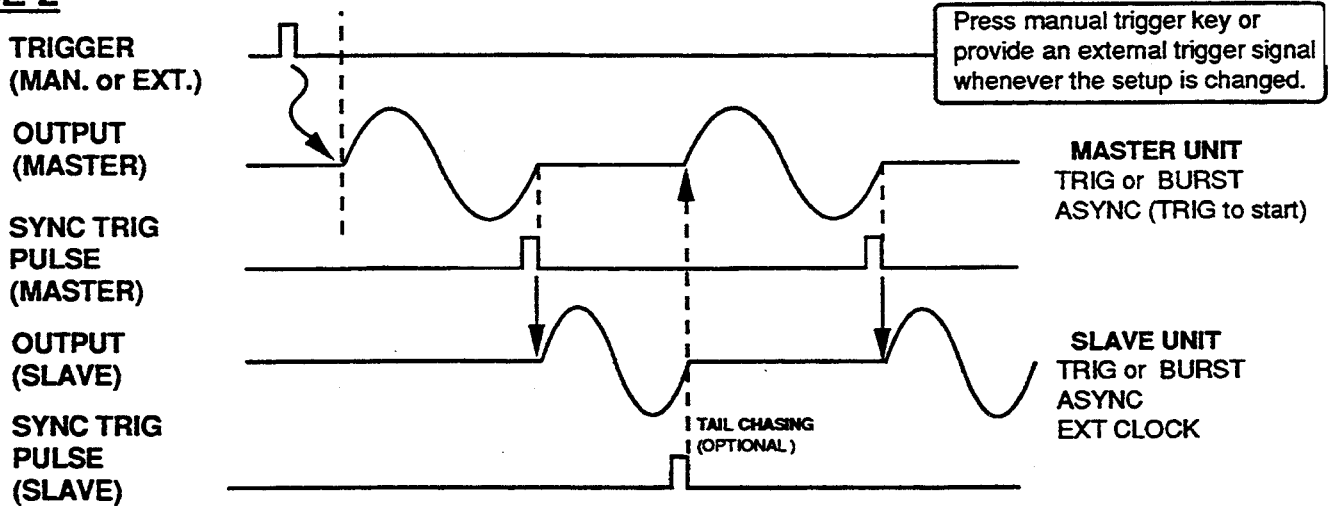 TRIGGER
(MAN. or EXT.)
Press manual trigger key or
provide an external trigger signal
whenever the setup is changed.
OUTPUT
(MASTER)
MASTER UNIT
TRIG or BURST
ASYNC (TRIG to start)
SYNC TRIG
PULSE
(MASTER)
OUTPUT
(SLAVE)
SLAVE UNIT
TRIG or BURST
ASYNC
EXT CLOCK
TAIL CHASING
(OPTIONAL)
SYNC TRIG
PULSE
(SLAVE)